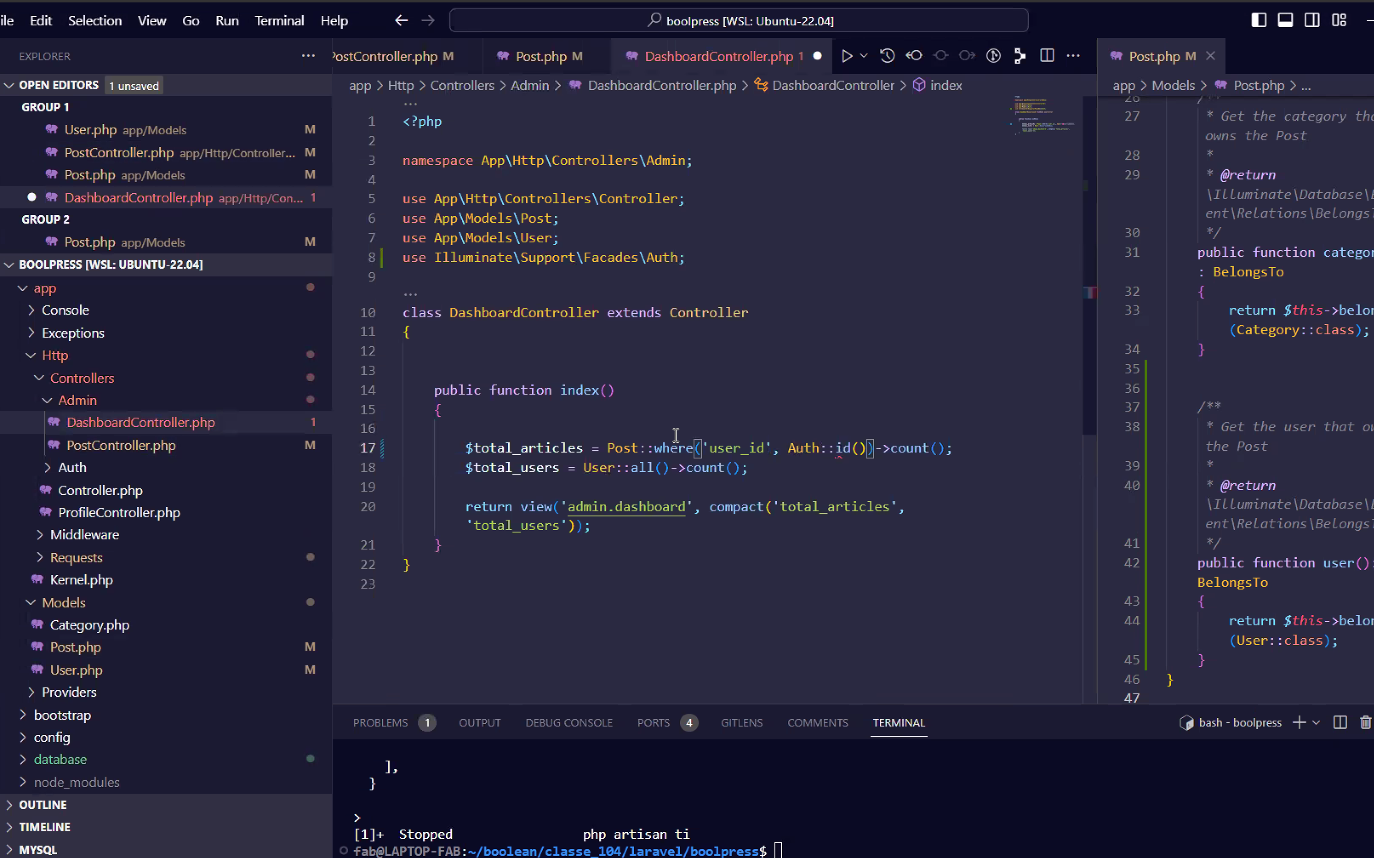 ile Edit Selection View Go Run Terminal Help
boolpress [WSL: Ubuntu-22.04]
EXPLORER
OPEN EDITORS 1 unsaved
GROUP 1
User.php app/Models M
PostController.php app/Http/Controller... M
Post.php app/Models M
DashboardController.php app/Http/Con... 1
GROUP 2
Post.php app/Models M
BOOLPRESS [WSL: UBUNTU-22.04]
app
Console
Exceptions
Http
Controllers
Admin
DashboardController.php 1
PostController.php
Auth
Controller.php
ProfileController.php
Middleware
Requests
Kernel.php
Models
Category.php
Post.php M
User.php M
Providers
bootstrap
config
database
node_modules
OUTLINE
TIMELINE
MYSQL
PostController.php M Post.php M DashboardController.php 1
app > Http > Controllers > Admin > DashboardController.php > DashboardController > index
...
1 <?php
2
3 namespace App\Http\Controllers\Admin;
4
5 use App\Http\Controllers\Controller;
6 use App\Models\Post;
7 use App\Models\User;
8 use Illuminate\Support\Facades\Auth;
9
...
10 class DashboardController extends Controller
11 {
12
13
14 public function index()
15 {
16
17 $total_articles = Post::where('user_id', Auth::id())->count();
18 $total_users = User::all()->count();
19
20 return view('admin.dashboard', compact('total_articles',
'total_users'));
21 }
22 }
23
Post.php M
app > Models > Post.php > ...
26 /**
27 * Get the category tha
owns the Post
28 *
29 * @return
\Illuminate\Database\E
ent\Relations\BelongsT
30 */
31 public function categor
: BelongsTo
32 {
33 return $this->belon
(Category::class);
34 }
35
36
37 /**
38 * Get the user that ow
the Post
39 *
40 * @return
\Illuminate\Database\E
ent\Relations\BelongsT
41 */
42 public function user():
BelongsTo
43 {
44 return $this->belon
(User::class);
45 }
46 }
47
PROBLEMS 1 OUTPUT DEBUG CONSOLE PORTS 4 GITLENS COMMENTS TERMINAL
bash - boolpress
],
}
>
[1]+ Stopped php artisan ti
fab@LAPTOP-FAB:~/boolean/classe_104/laravel/boolpress$